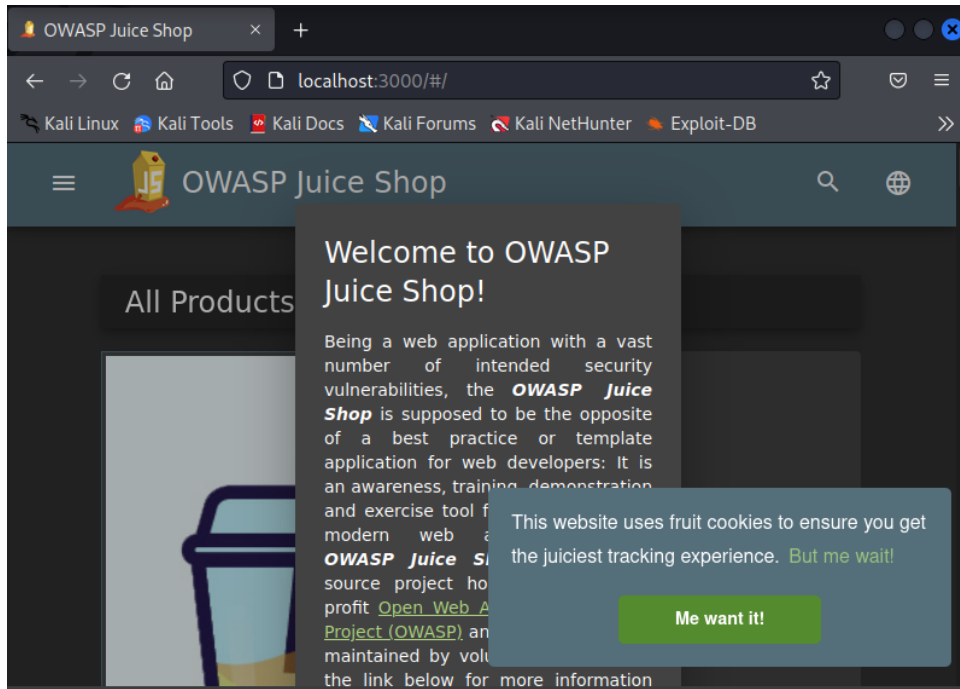 OWASP Juice Shop
localhost:3000/#/
Kali Linux Kali Tools Kali Docs Kali Forums Kali NetHunter Exploit-DB
JS OWASP Juice Shop
All Products
Welcome to OWASP
Juice Shop!
Being a web application with a vast
number of intended security
vulnerabilities, the OWASP Juice
Shop is supposed to be the opposite
of a best practice or template
application for web developers: It is
an awareness, training, demonstration
and exercise tool
modern web
OWASP Juice
source project
profit Open Web
Project (OWASP)
maintained by
the link below for more information
This website uses fruit cookies to ensure you get
the juiciest tracking experience. But me wait!
Me want it!